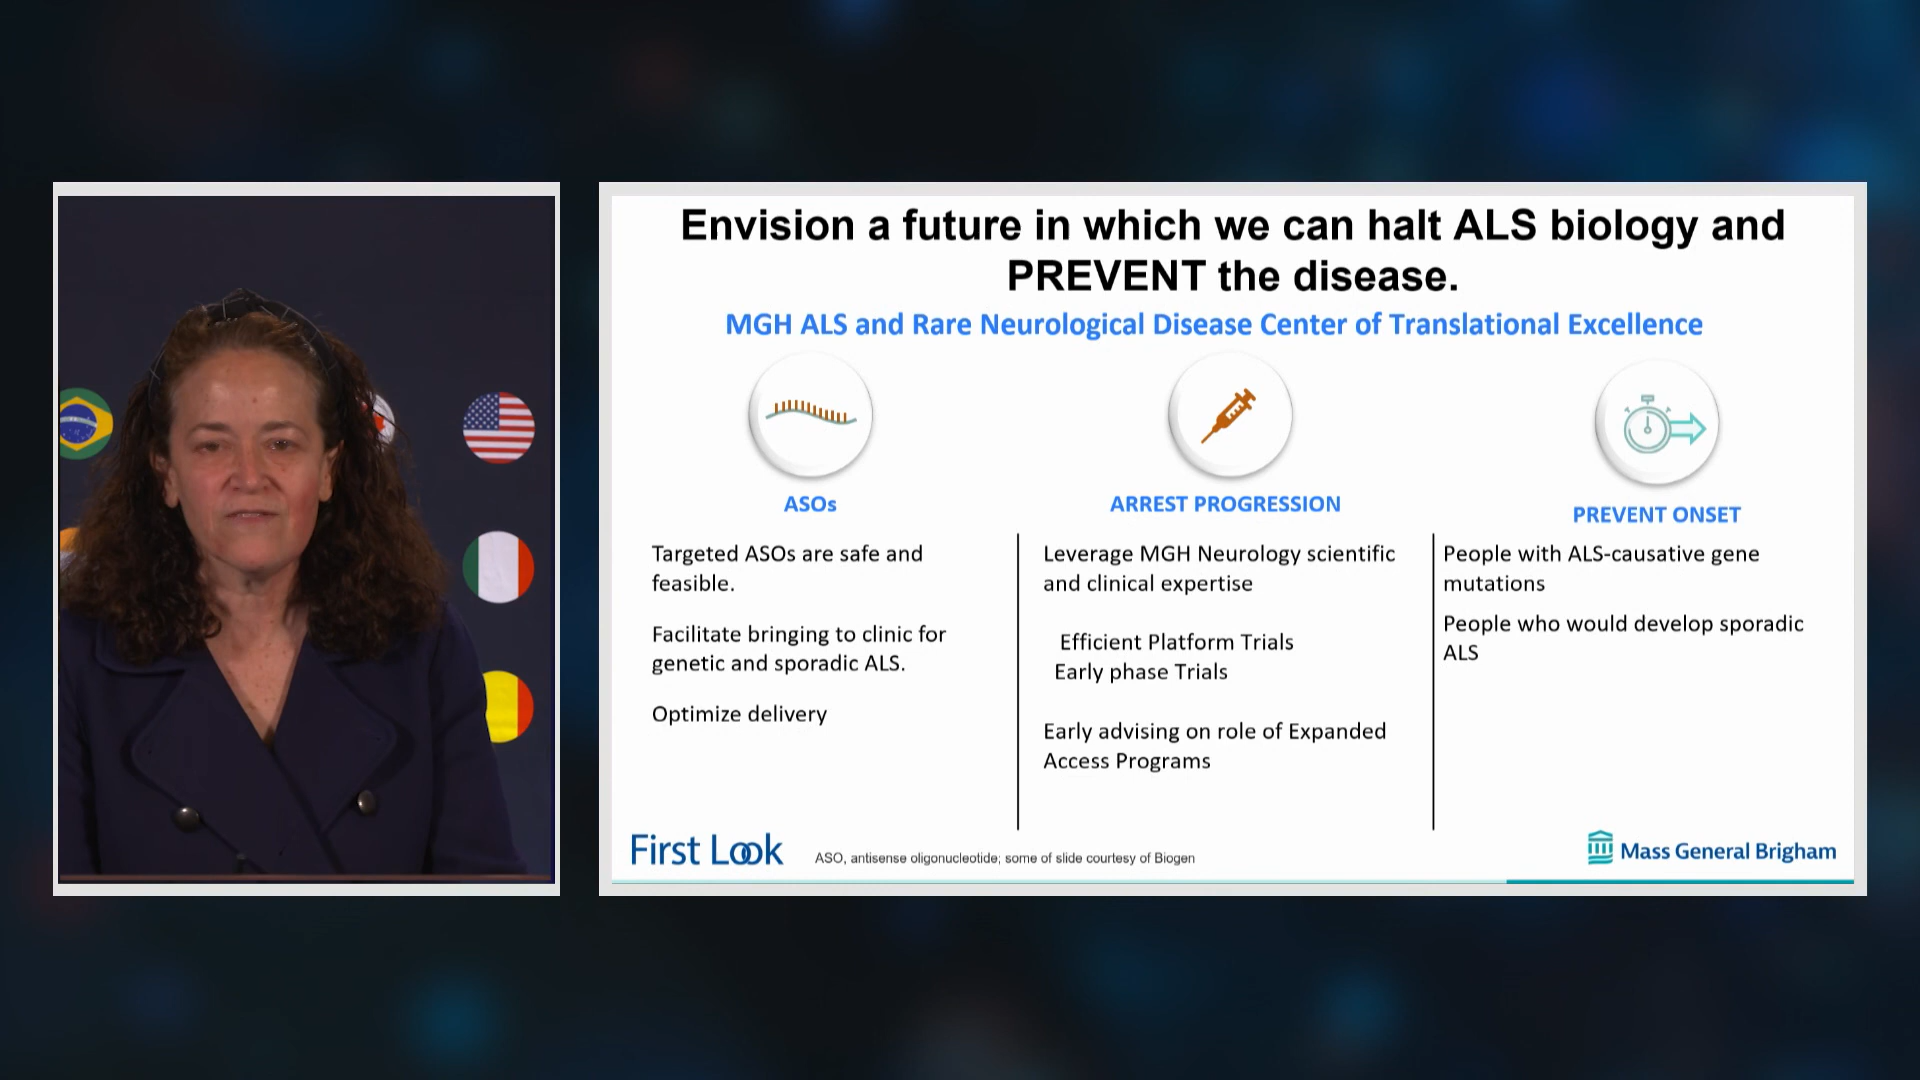 Envision a future in which we can halt ALS biology and
PREVENT the disease.
MGH ALS and Rare Neurological Disease Center of Translational Excellence
ASOs
Targeted ASOs are safe and
feasible.
Facilitate bringing to clinic for
genetic and sporadic ALS.
Optimize delivery
ARREST PROGRESSION
Leverage MGH Neurology scientific
and clinical expertise
Efficient Platform Trials
Early phase Trials
Early advising on role of Expanded
Access Programs
PREVENT ONSET
People with ALS-causative gene
mutations
People who would develop sporadic
ALS
First Look
ASO, antisense oligonucleotide; some of slide courtesy of Biogen
Mass General Brigham